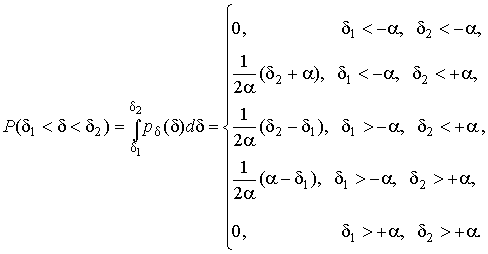 0, δ₁ < −α, δ₂ < −α,
1/2α (δ₂ + α), δ₁ < −α, δ₂ < +α,
P(δ₁ < δ < δ₂) = ∫_{δ₁}^{δ₂} p_δ(δ)dδ = { 1/2α (δ₂ − δ₁), δ₁ > −α, δ₂ < +α,
1/2α (α − δ₁), δ₁ > −α, δ₂ > +α,
0, δ₁ > +α, δ₂ > +α.